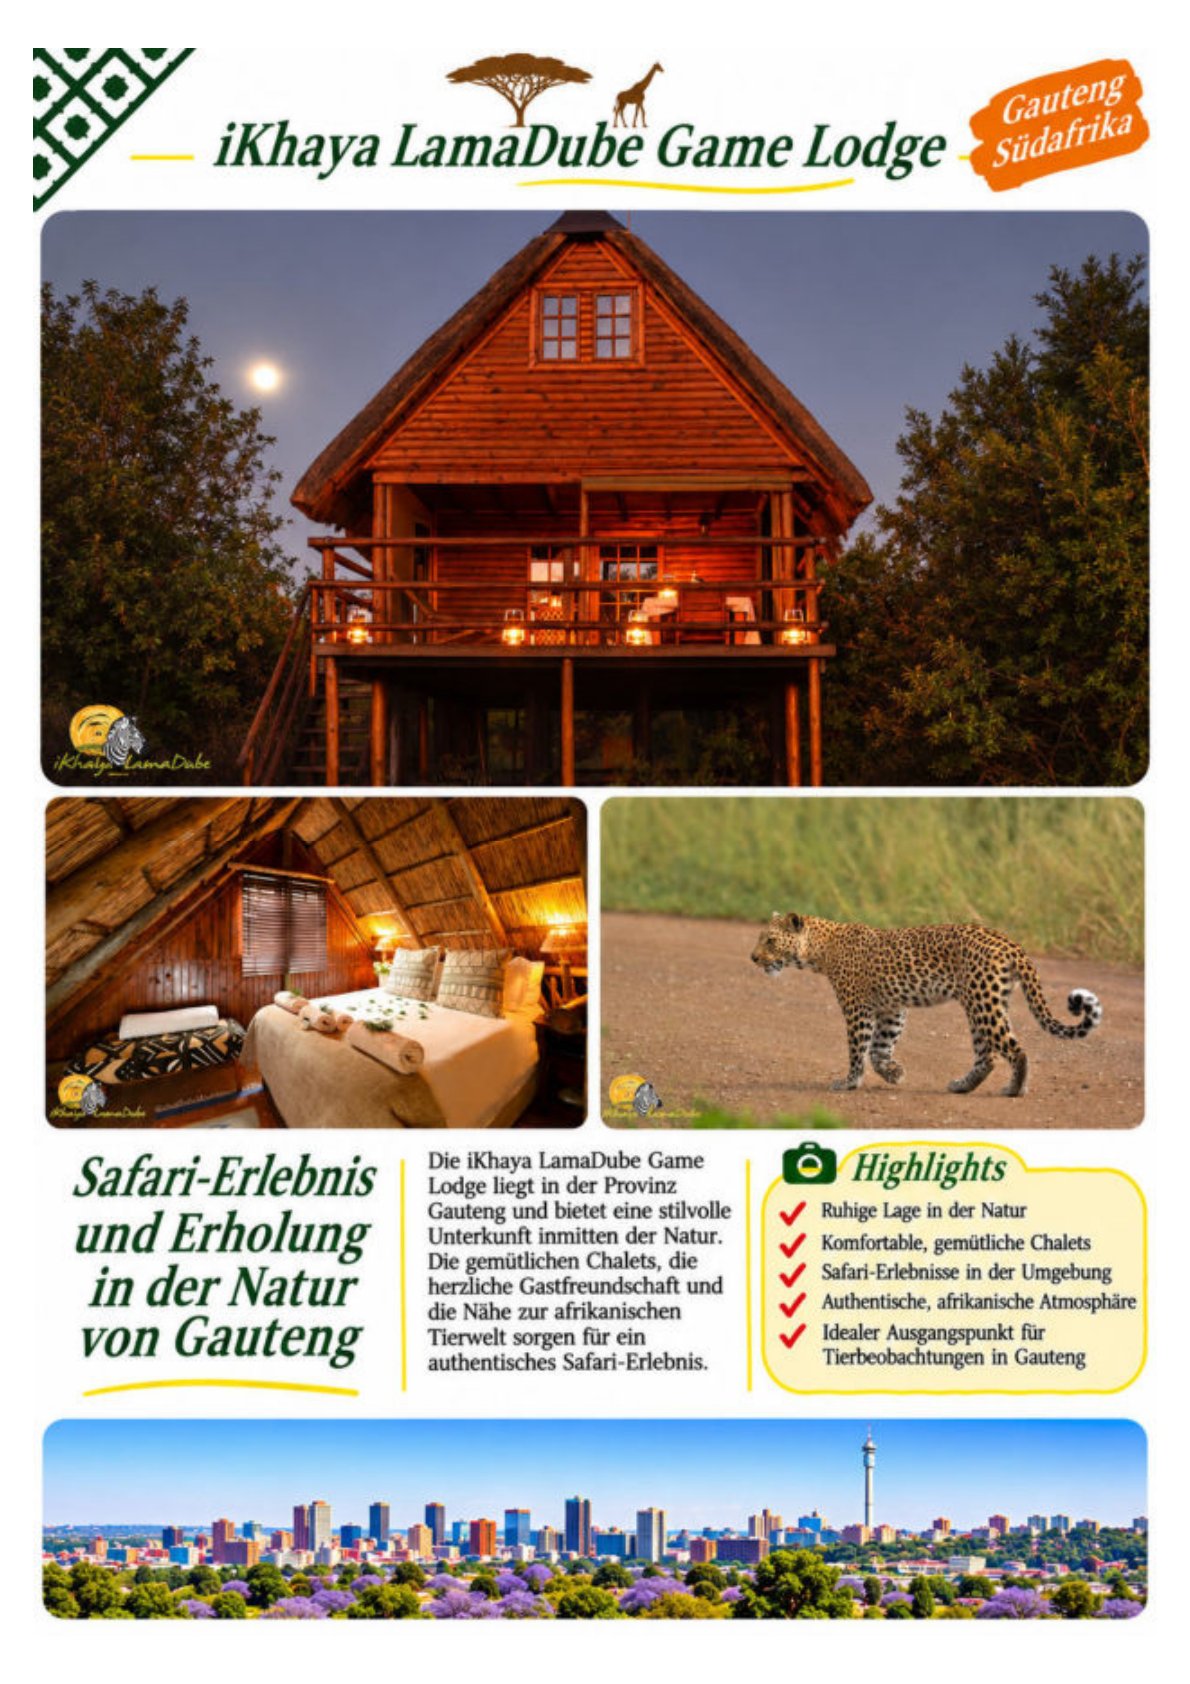 iKhaya LamaDube Game Lodge
Gauteng
Südafrika
iKhaya LamaDube
iKhaya LamaDube
iKhaya LamaDube
Safari-Erlebnis
und Erholung
in der Natur
von Gauteng
Die iKhaya LamaDube Game
Lodge liegt in der Provinz
Gauteng und bietet eine stilvolle
Unterkunft inmitten der Natur.
Die gemütlichen Chalets, die
herzliche Gastfreundschaft und
die Nähe zur afrikanischen
Tierwelt sorgen für ein
authentisches Safari-Erlebnis.
Highlights
Ruhige Lage in der Natur
Komfortable, gemütliche Chalets
Safari-Erlebnisse in der Umgebung
Authentische, afrikanische Atmosphäre
Idealer Ausgangspunkt für
Tierbeobachtungen in Gauteng